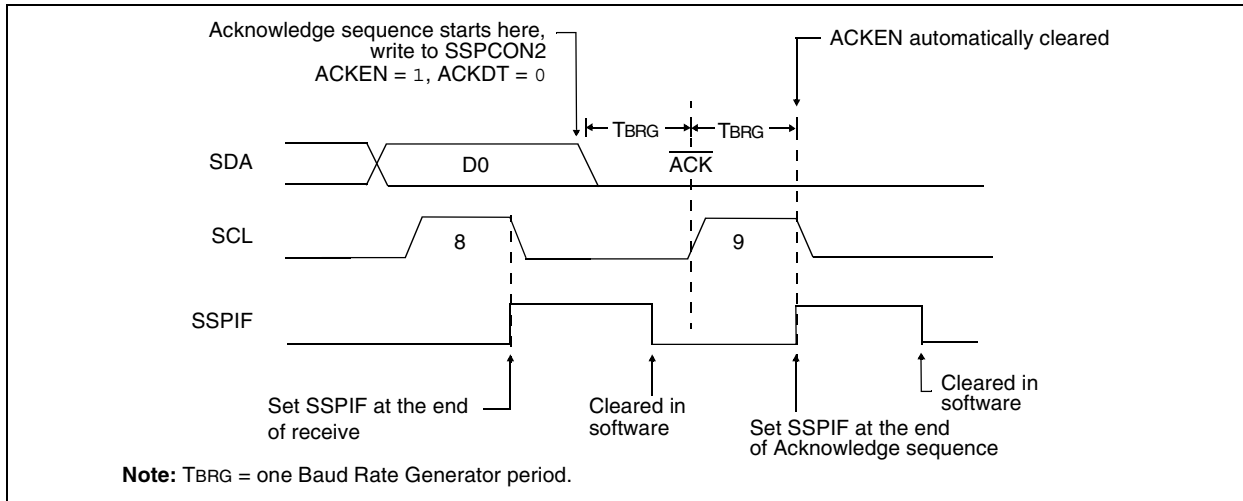 Acknowledge sequence starts here,
write to SSPCON2
ACKEN = 1, ACKDT = 0
ACKEN automatically cleared
TBRG
TBRG
SDA
D0
ACK
SCL
8
9
SSPIF
Set SSPIF at the end
of receive
Cleared in
software
Set SSPIF at the end
of Acknowledge sequence
Cleared in
software
Note: TBRG = one Baud Rate Generator period.